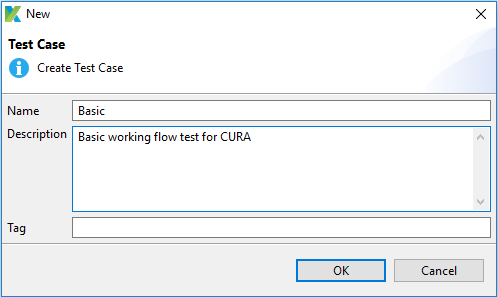 New
Test Case
Create Test Case
Name Basic
Description Basic working flow test for CURA
Tag
OK Cancel